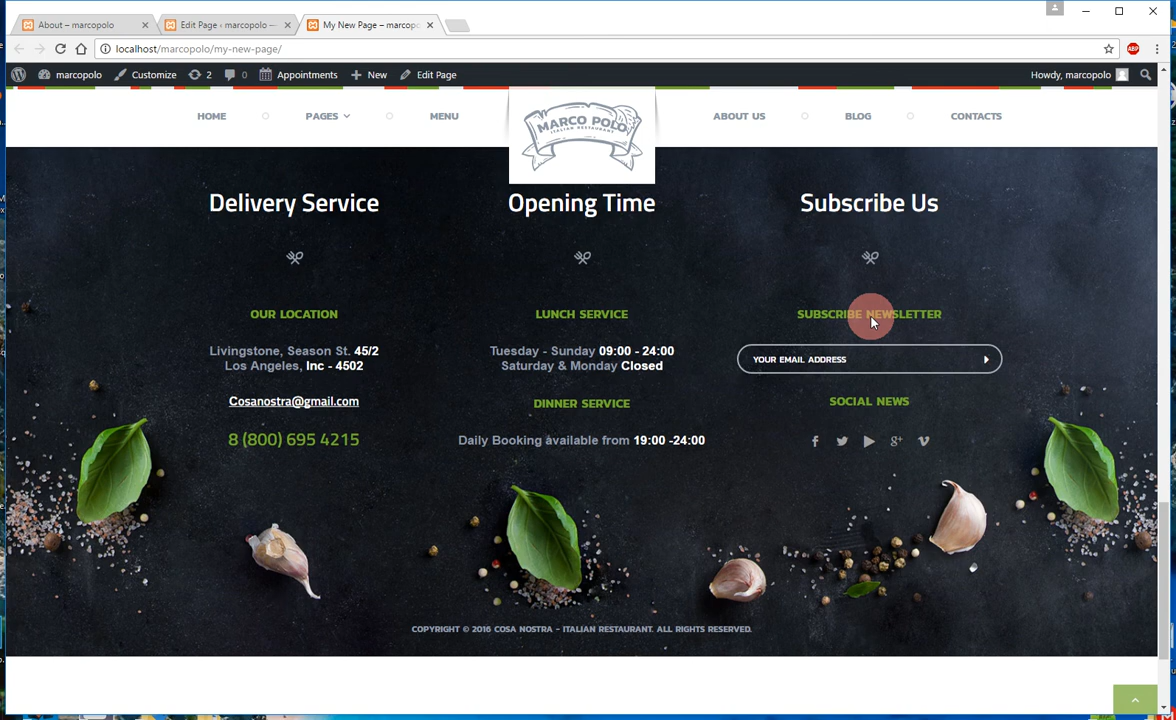 About – marcopolo
Edit Page ‹ marcopolo —
My New Page – marcopo
localhost/marcopolo/my-new-page/
ABP
marcopolo
Customize
2
0
Appointments
New
Edit Page
Howdy, marcopolo
HOME
PAGES
MENU
MARCO POLO
ITALIAN RESTAURANT
ABOUT US
BLOG
CONTACTS
Delivery Service
OUR LOCATION
Livingstone, Season St. 45/2
Los Angeles, Inc - 4502
Cosanostra@gmail.com
8 (800) 695 4215
Opening Time
LUNCH SERVICE
Tuesday - Sunday 09:00 - 24:00
Saturday & Monday Closed
DINNER SERVICE
Daily Booking available from 19:00 -24:00
Subscribe Us
SUBSCRIBE NEWSLETTER
YOUR EMAIL ADDRESS
SOCIAL NEWS
COPYRIGHT © 2016 COSA NOSTRA - ITALIAN RESTAURANT. ALL RIGHTS RESERVED.